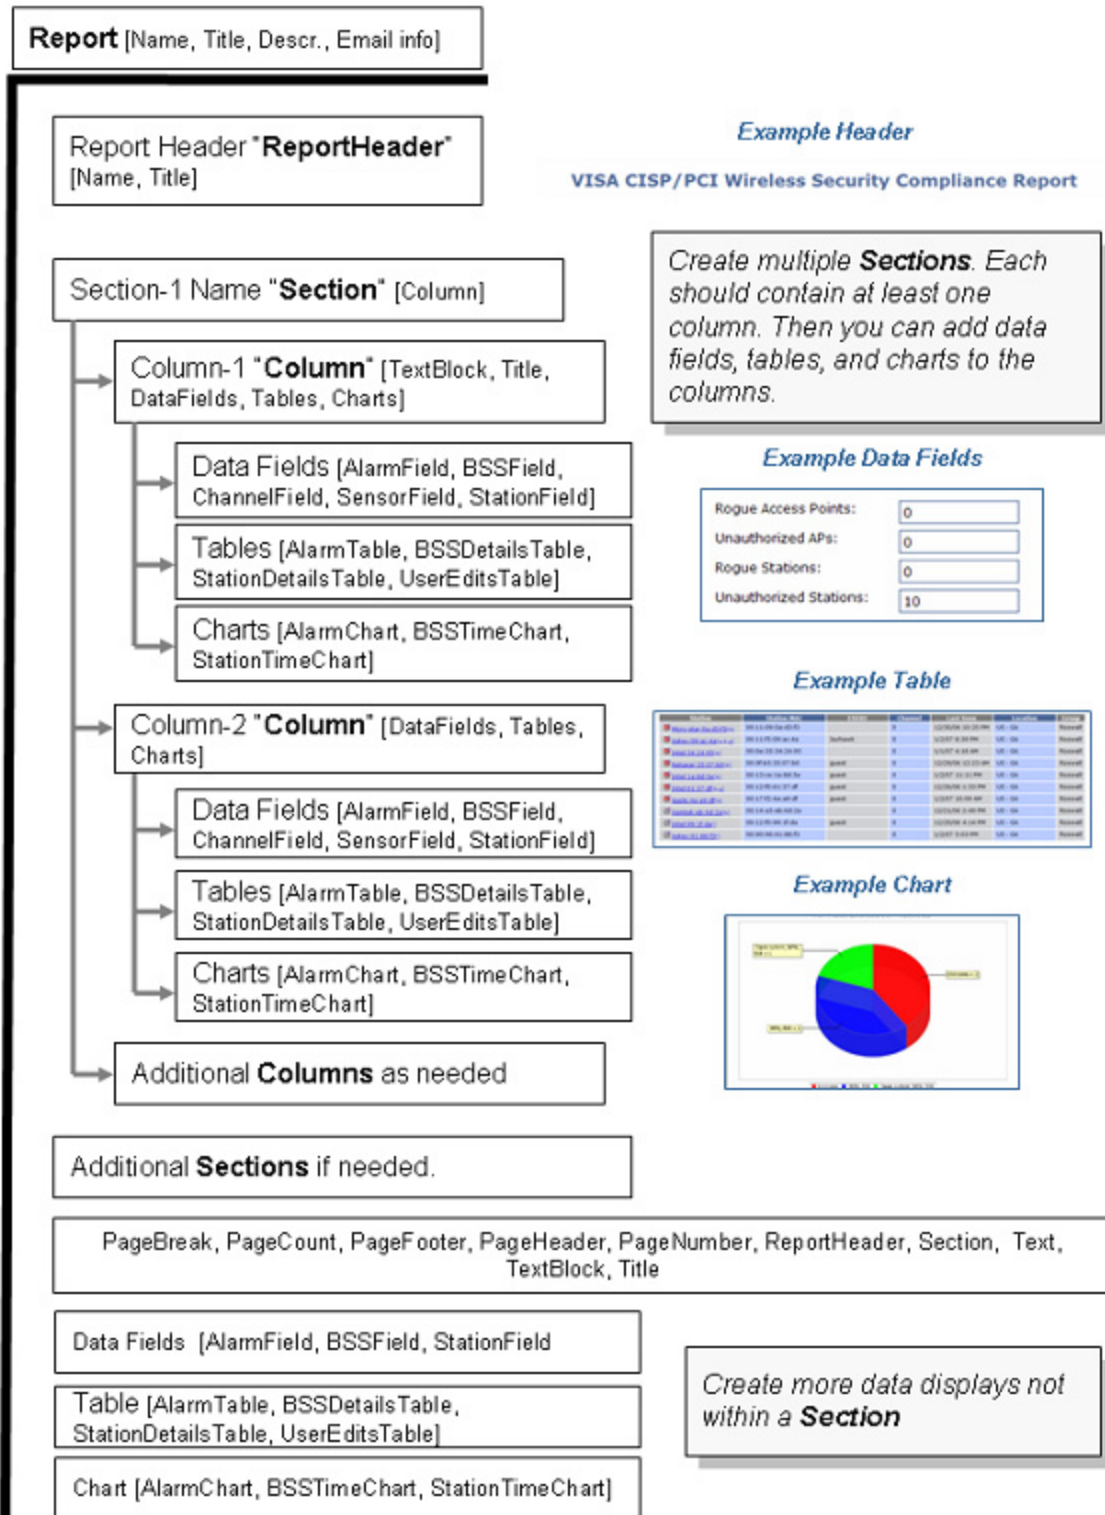 Report [Name, Title, Descr., Email info]
Report Header "ReportHeader"
[Name, Title]
Example Header
VISA CISP/PCI Wireless Security Compliance Report
Section-1 Name "Section" [Column]
Create multiple Sections. Each
should contain at least one
column. Then you can add data
fields, tables, and charts to the
columns.
Column-1 "Column" [TextBlock, Title,
DataFields, Tables, Charts]
Data Fields [AlarmField, BSSField,
ChannelField, SensorField, StationField]
Tables [AlarmTable, BSSDetailsTable,
StationDetailsTable, UserEditsTable]
Charts [AlarmChart, BSSTimeChart,
StationTimeChart]
Example Data Fields
Rogue Access Points: 0
Unauthorized APs: 0
Rogue Stations: 0
Unauthorized Stations: 10
Column-2 "Column" [DataFields, Tables,
Charts]
Data Fields [AlarmField, BSSField,
ChannelField, SensorField, StationField]
Tables [AlarmTable, BSSDetailsTable,
StationDetailsTable, UserEditsTable]
Charts [AlarmChart, BSSTimeChart,
StationTimeChart]
Example Table
Example Chart
Additional Columns as needed
Additional Sections if needed.
PageBreak, PageCount, PageFooter, PageHeader, PageNumber, ReportHeader, Section, Text,
TextBlock, Title
Data Fields [AlarmField, BSSField, StationField
Table [AlarmTable, BSSDetailsTable,
StationDetailsTable, UserEditsTable]
Chart [AlarmChart, BSSTimeChart, StationTimeChart]
Create more data displays not
within a Section